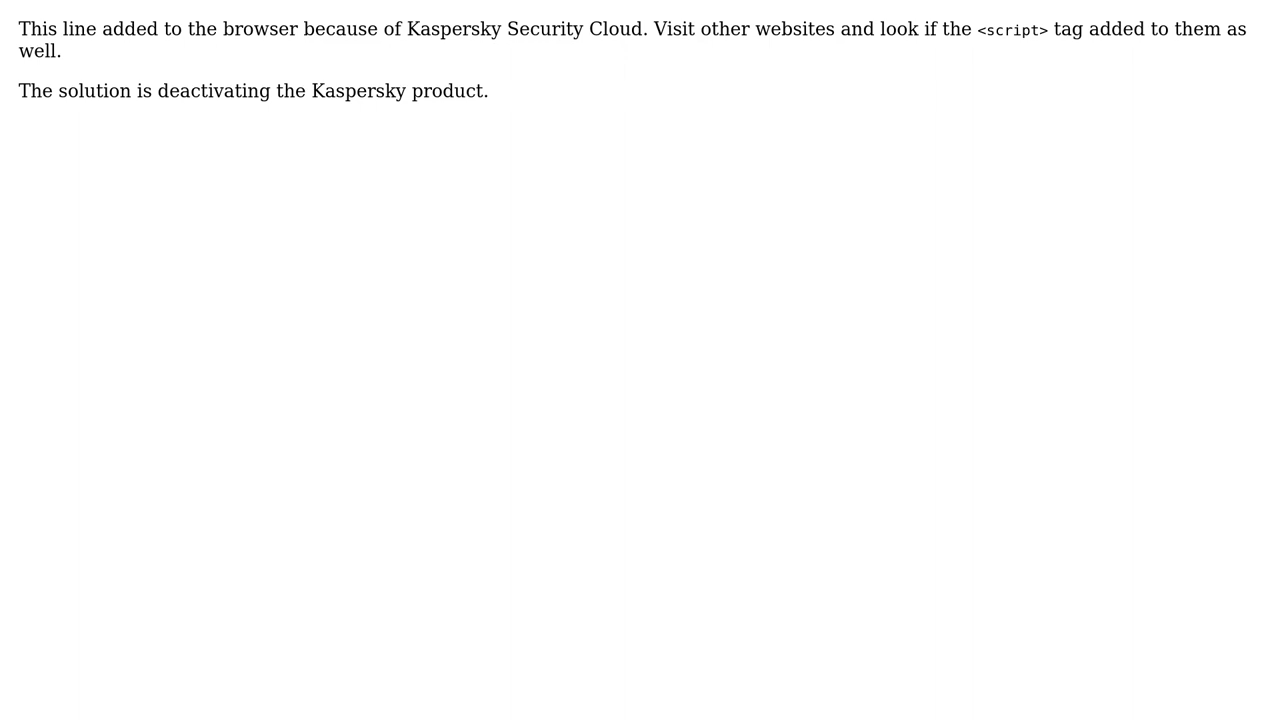 This line added to the browser because of Kaspersky Security Cloud. Visit other websites and look if the <script> tag added to them as
well.
The solution is deactivating the Kaspersky product.